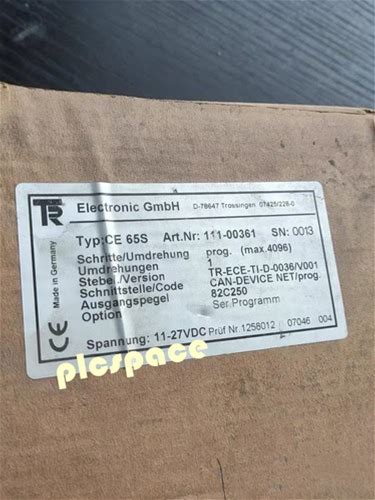 TR Electronic GmbH D-78647 Trossingen 07425/228-0
Typ:CE 65S Art.Nr: 111-00361 SN: 0013
Schritte/Umdrehung prog. (max.4096)
Umdrehungen
Steber/Version TR-ECE-TI-D-0036/V001
Schnittstelle/Code CAN-DEVICE NET/prog.
Ausgangspegel 82C250
Option Ser.Programm
Spannung: 11-27VDC Prüf Nr.1258012 07046 004
Made in Germany
CE
plcspace